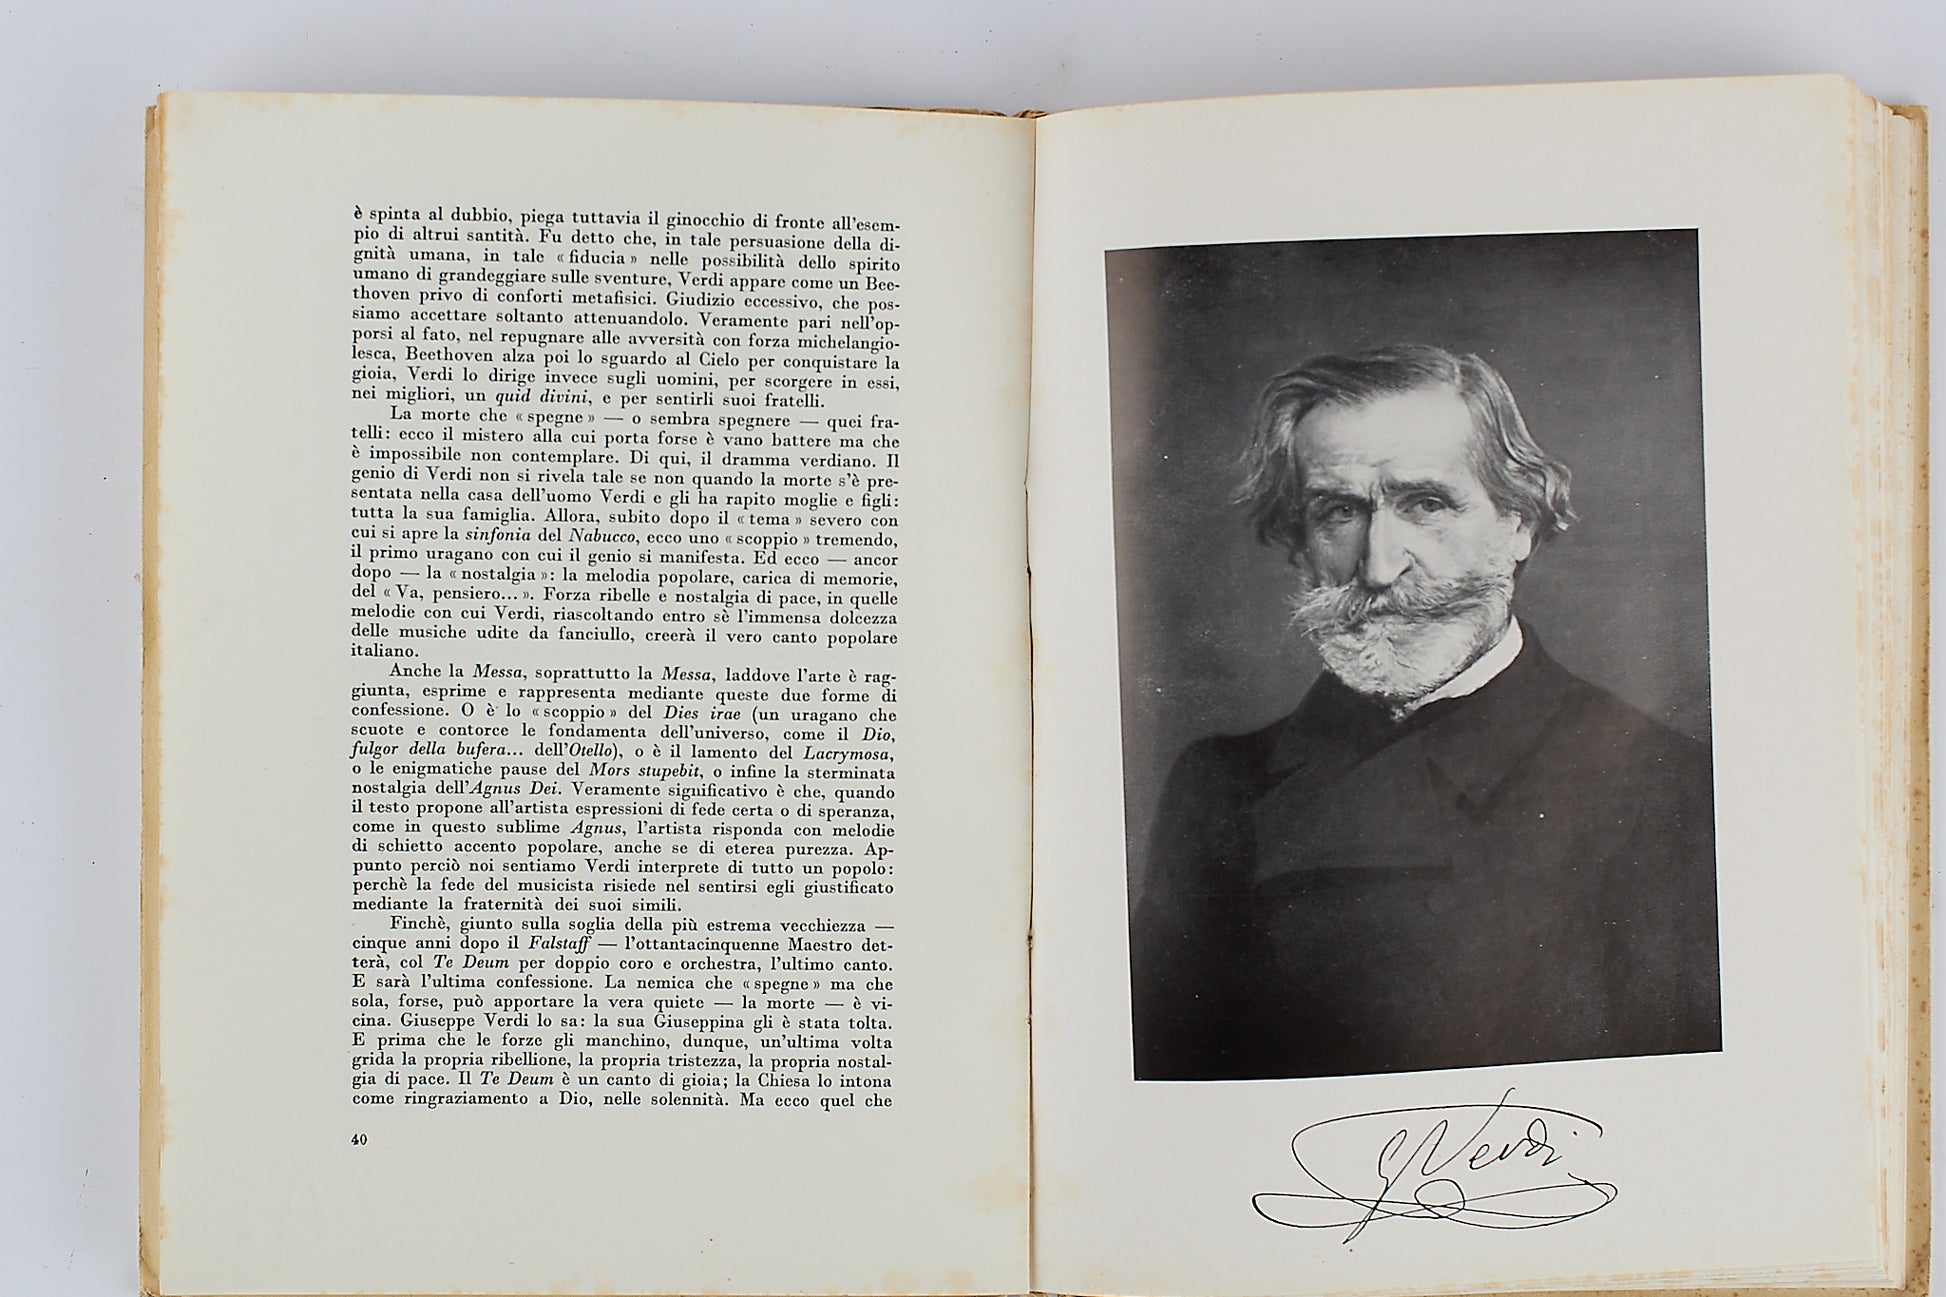 è spinta al dubbio, piega tuttavia il ginocchio di fronte all'esem-
pio di altrui santità. Fu detto che, in tale persuasione della di-
gnità umana, in tale « fiducia » nelle possibilità dello spirito
umano di grandeggiare sulle sventure, Verdi appare come un Bee-
thoven privo di conforti metafisici. Giudizio eccessivo, che pos-
siamo accettare soltanto attenuandolo. Veramente pari nell'op-
porsi al fato, nel repugnare alle avversità con forza michelangio-
lesca, Beethoven alza poi lo sguardo al Cielo per conquistare la
gioia, Verdi lo dirige invece sugli uomini, per scorgere in essi,
nei migliori, un quid divini, e per sentirli suoi fratelli.
La morte che « spegne » — o sembra spegnere — quei fra-
telli: ecco il mistero alla cui porta forse è vano battere ma che
è impossibile non contemplare. Di qui, il dramma verdiano. Il
genio di Verdi non si rivela tale se non quando la morte s'è pre-
sentata nella casa dell'uomo Verdi e gli ha rapito moglie e figli:
tutta la sua famiglia. Allora, subito dopo il « tema » severo con
cui si apre la sinfonia del Nabucco, ecco uno « scoppio » tremendo,
il primo uragano con cui il genio si manifesta. Ed ecco — ancor
dopo — la « nostalgia »: la melodia popolare, carica di memorie,
del « Va, pensiero... ». Forza ribelle e nostalgia di pace, in quelle
melodie con cui Verdi, riascoltando entro sè l'immensa dolcezza
delle musiche udite da fanciullo, creerà il vero canto popolare
italiano.
Anche la Messa, soprattutto la Messa, laddove l'arte è rag-
giunta, esprime e rappresenta mediante queste due forme di
confessione. O è lo « scoppio » del Dies irae (un uragano che
scuote e contorce le fondamenta dell'universo, come il Dio,
fulgor della bufera... dell'Otello), o è il lamento del Lacrymosa,
o le enigmatiche pause del Mors stupebit, o infine la sterminata
nostalgia dell'Agnus Dei. Veramente significativo è che, quando
il testo propone all'artista espressioni di fede certa o di speranza,
come in questo sublime Agnus, l'artista risponda con melodie
di schietto accento popolare, anche se di eterea purezza. Ap-
punto perciò noi sentiamo Verdi interprete di tutto un popolo:
perchè la fede del musicista risiede nel sentirsi egli giustificato
mediante la fraternità dei suoi simili.
Finchè, giunto sulla soglia della più estrema vecchiezza —
cinque anni dopo il Falstaff — l'ottantacinquenne Maestro det-
terà, col Te Deum per doppio coro e orchestra, l'ultimo canto.
E sarà l'ultima confessione. La nemica che « spegne » ma che
sola, forse, può apportare la vera quiete — la morte — è vi-
cina. Giuseppe Verdi lo sa: la sua Giuseppina gli è stata tolta.
E prima che le forze gli manchino, dunque, un'ultima volta
grida la propria ribellione, la propria tristezza, la propria nostal-
gia di pace. Il Te Deum è un canto di gioia; la Chiesa lo intona
come ringraziamento a Dio, nelle solennità. Ma ecco quel che
40
G Verdi